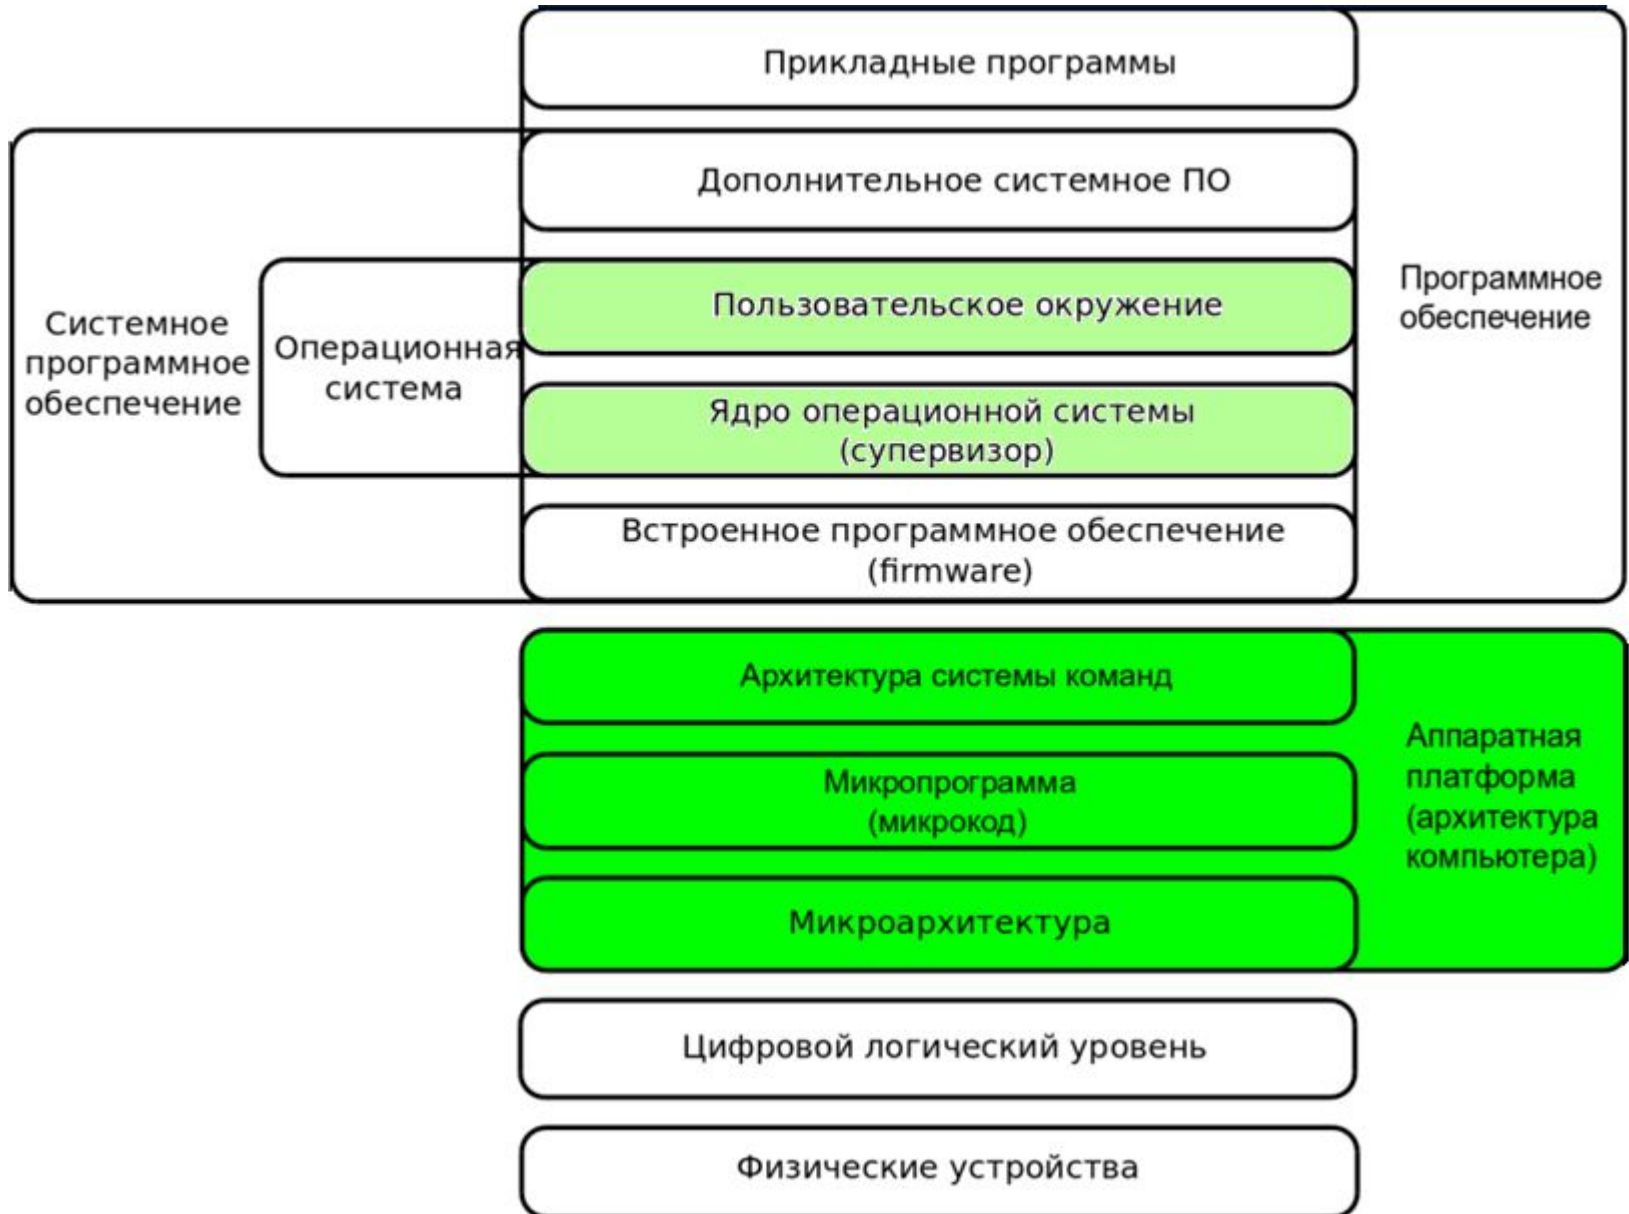 Прикладные программы
Дополнительное системное ПО
Пользовательское окружение
Программное
обеспечение
Системное
программное
обеспечение
Операционная
система
Ядро операционной системы
(супервизор)
Встроенное программное обеспечение
(firmware)
Архитектура системы команд
Микропрограмма
(микрокод)
Аппаратная
платформа
(архитектура
компьютера)
Микроархитектура
Цифровой логический уровень
Физические устройства